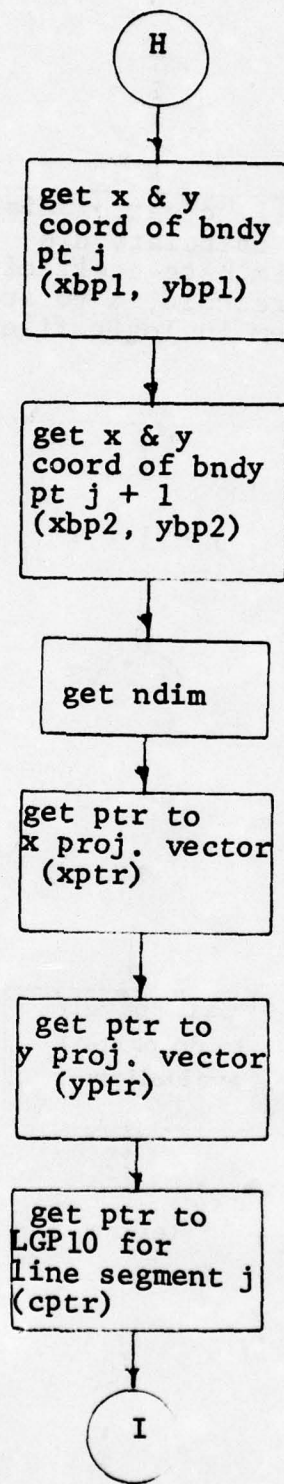 H
get x & y
coord of bndy
pt j
(xbp1, ybp1)
get x & y
coord of bndy
pt j + 1
(xbp2, ybp2)
get ndim
get ptr to
x proj. vector
(xptr)
get ptr to
y proj. vector
(yptr)
get ptr to
LGP10 for
line segment j
(cptr)
I